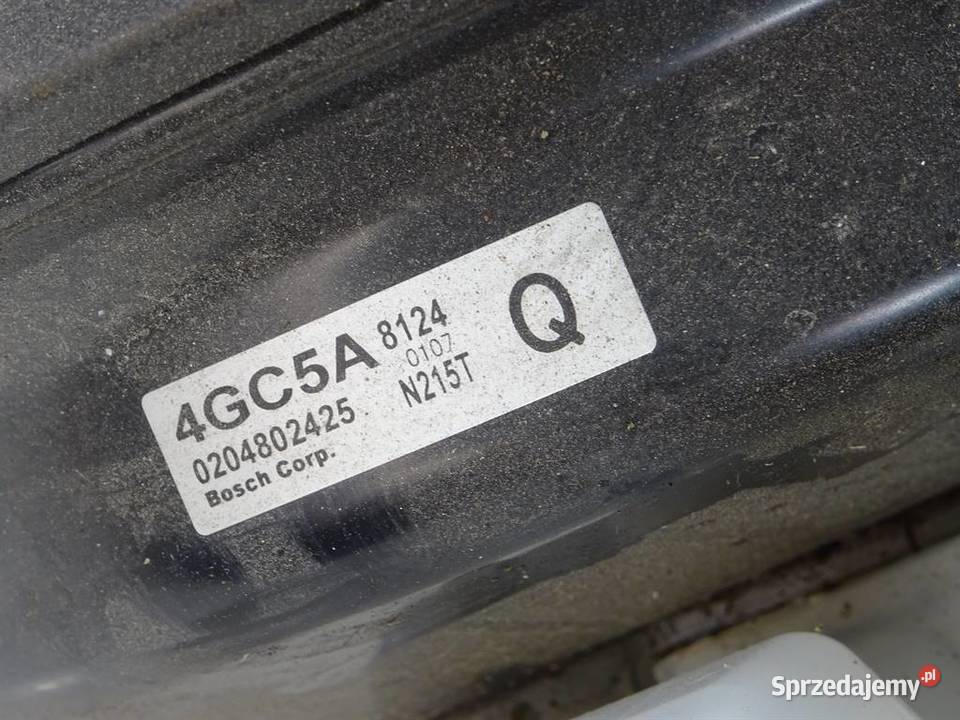 4GC5A 8124 Q
0107
0204802425 N215T
Bosch Corp.
Sprzedajemy.pl